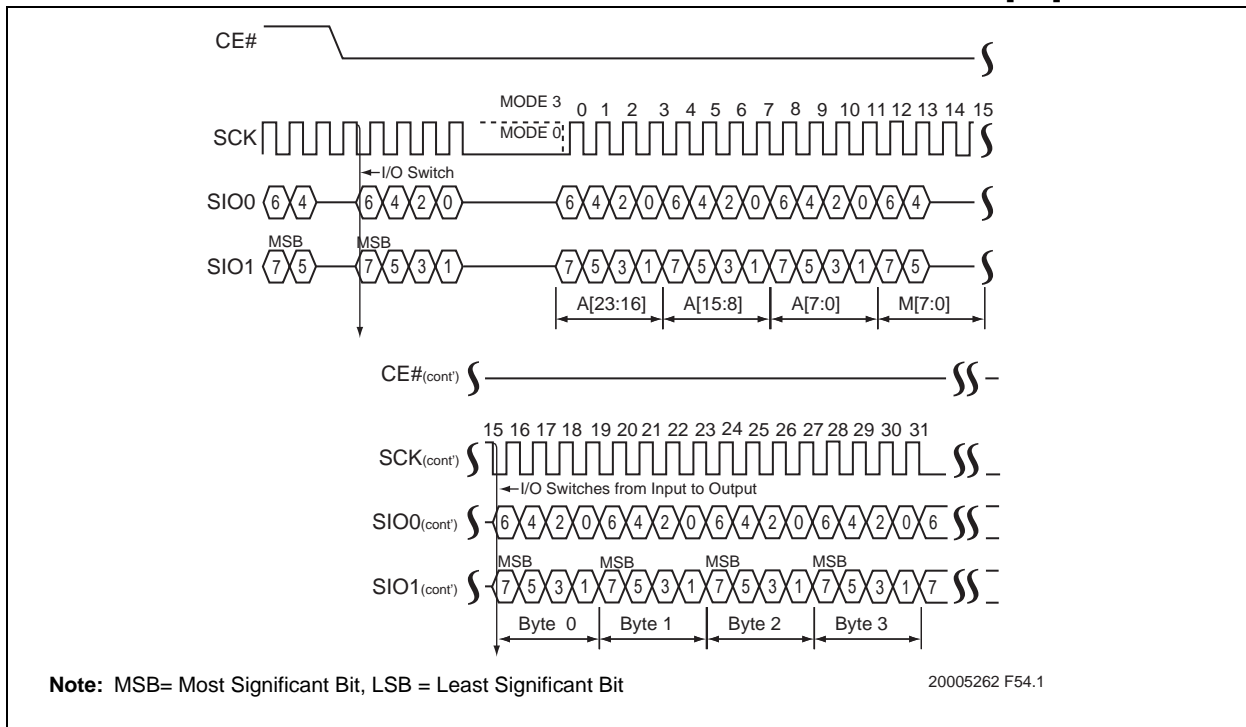 CE#
MODE 3
0 1 2 3 4 5 6 7 8 9 10 11 12 13 14 15
SCK
MODE 0
I/O Switch
SIO0 6 4 6 4 2 0 6 4 2 0 6 4 2 0 6 4 2 0 6 4
MSB MSB
SIO1 7 5 7 5 3 1 7 5 3 1 7 5 3 1 7 5 3 1 7 5
A[23:16] A[15:8] A[7:0] M[7:0]
CE#(cont')
15 16 17 18 19 20 21 22 23 24 25 26 27 28 29 30 31
SCK(cont')
I/O Switches from Input to Output
SIO0(cont') 6 4 2 0 6 4 2 0 6 4 2 0 6 4 2 0 6
MSB MSB MSB MSB
SIO1(cont') 7 5 3 1 7 5 3 1 7 5 3 1 7 5 3 1 7
Byte 0 Byte 1 Byte 2 Byte 3
Note: MSB= Most Significant Bit, LSB = Least Significant Bit
20005262 F54.1